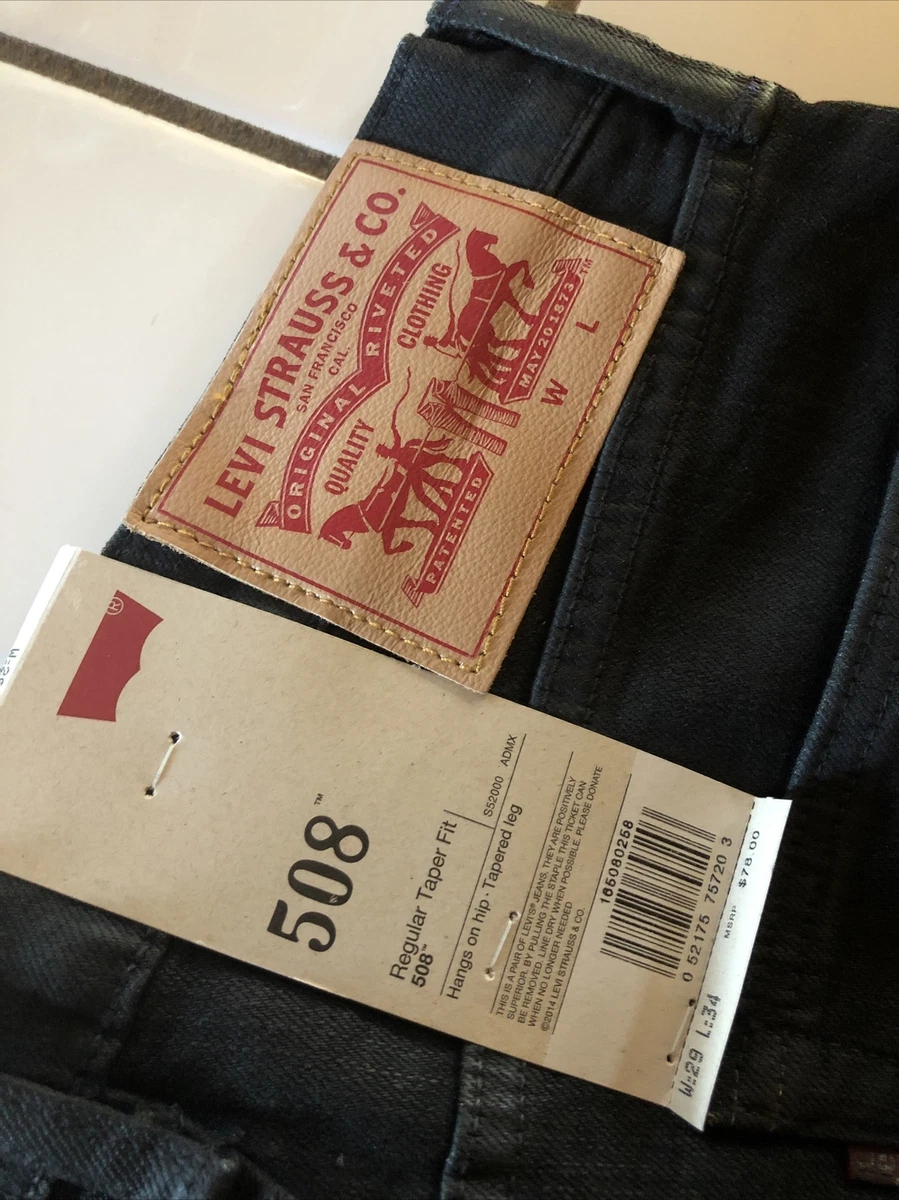 LEVI STRAUSS & CO.
SAN FRANCISCO
CAL.
ORIGINAL RIVETED
QUALITY CLOTHING
PATENTED MAY 20 1873 ™
W L
®
508™
Regular Taper Fit
508™
S52000 ADMX
Hangs on hip · Tapered leg
THIS IS A PAIR OF LEVI'S® JEANS, THEY ARE POSITIVELY
SUPERIOR. BY PULLING THE STAPLE THIS TICKET CAN
BE REMOVED. LINE DRY WHEN POSSIBLE. PLEASE DONATE
WHEN NO LONGER NEEDED
©2014 LEVI STRAUSS & CO.
165080258
0 52175 75720 3
MSRP $78.00
W:29 L:34